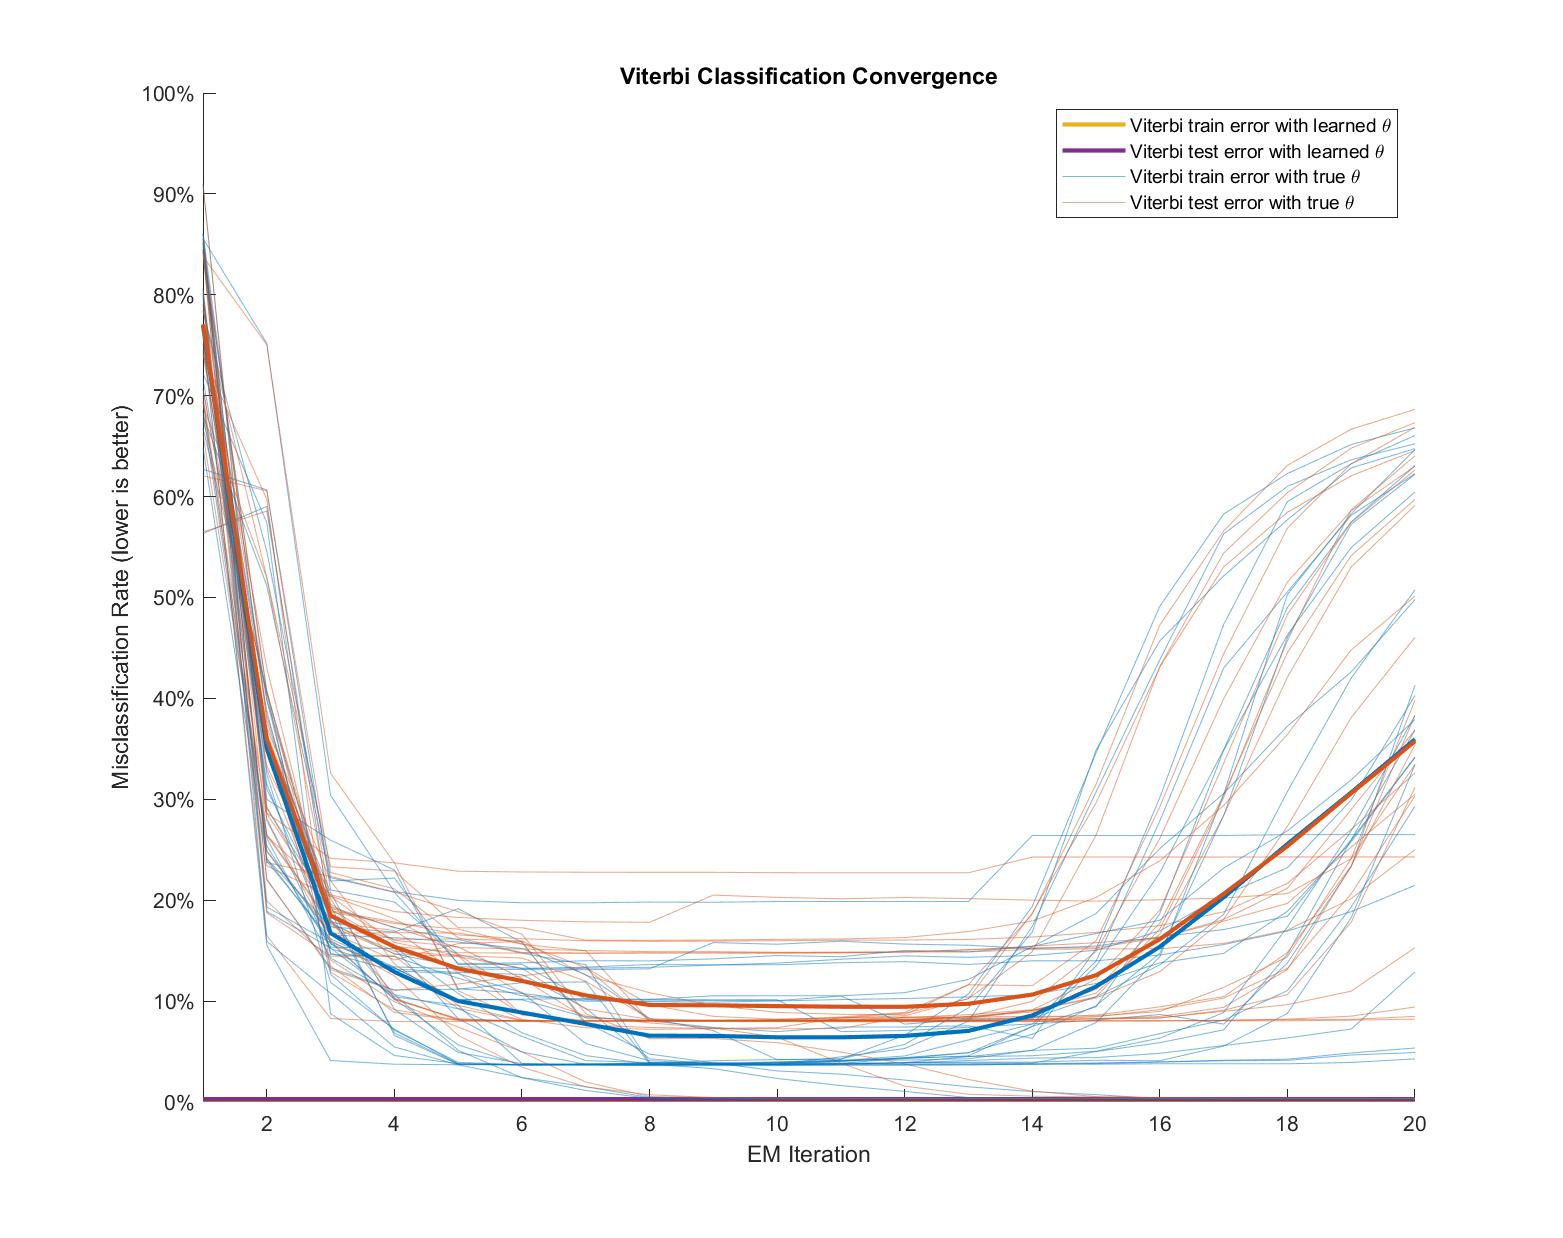 Viterbi Classification Convergence
100%
90%
80%
70%
60%
50%
40%
30%
20%
10%
0%
Misclassification Rate (lower is better)
Viterbi train error with learned θ
Viterbi test error with learned θ
Viterbi train error with true θ
Viterbi test error with true θ
2 4 6 8 10 12 14 16 18 20
EM Iteration